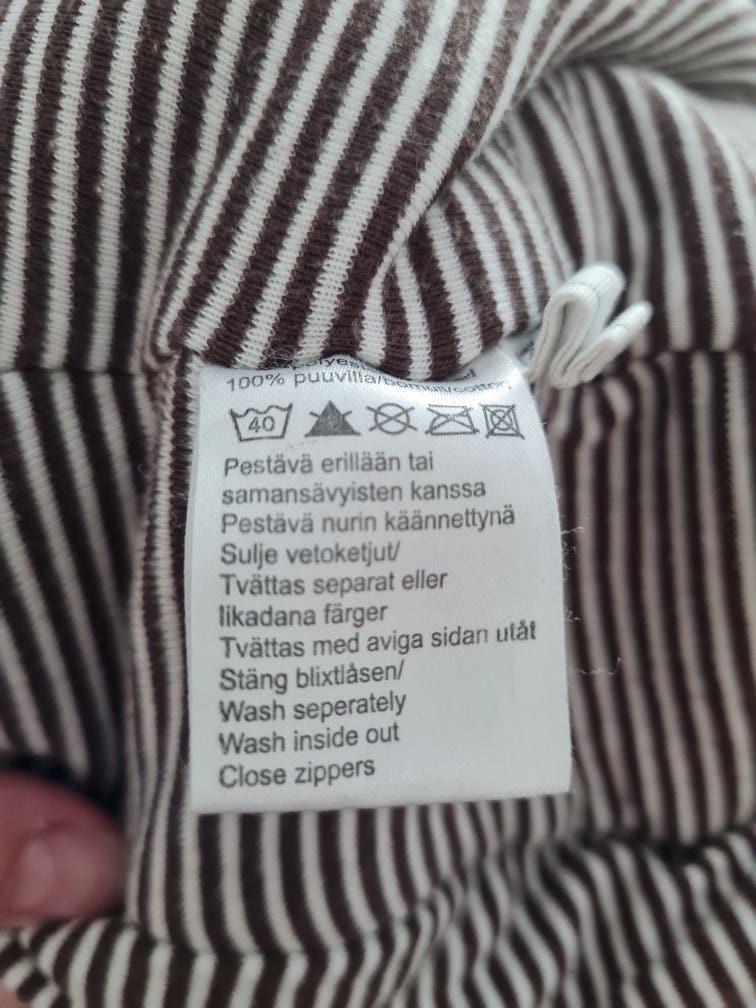 100% puuvilla/bomull/cotton
40
Pestävä erillään tai
samansävyisten kanssa
Pestävä nurin käännettynä
Sulje vetoketjut/
Tvättas separat eller
likadana färger
Tvättas med aviga sidan utåt
Stäng blixtlåsen/
Wash seperately
Wash inside out
Close zippers